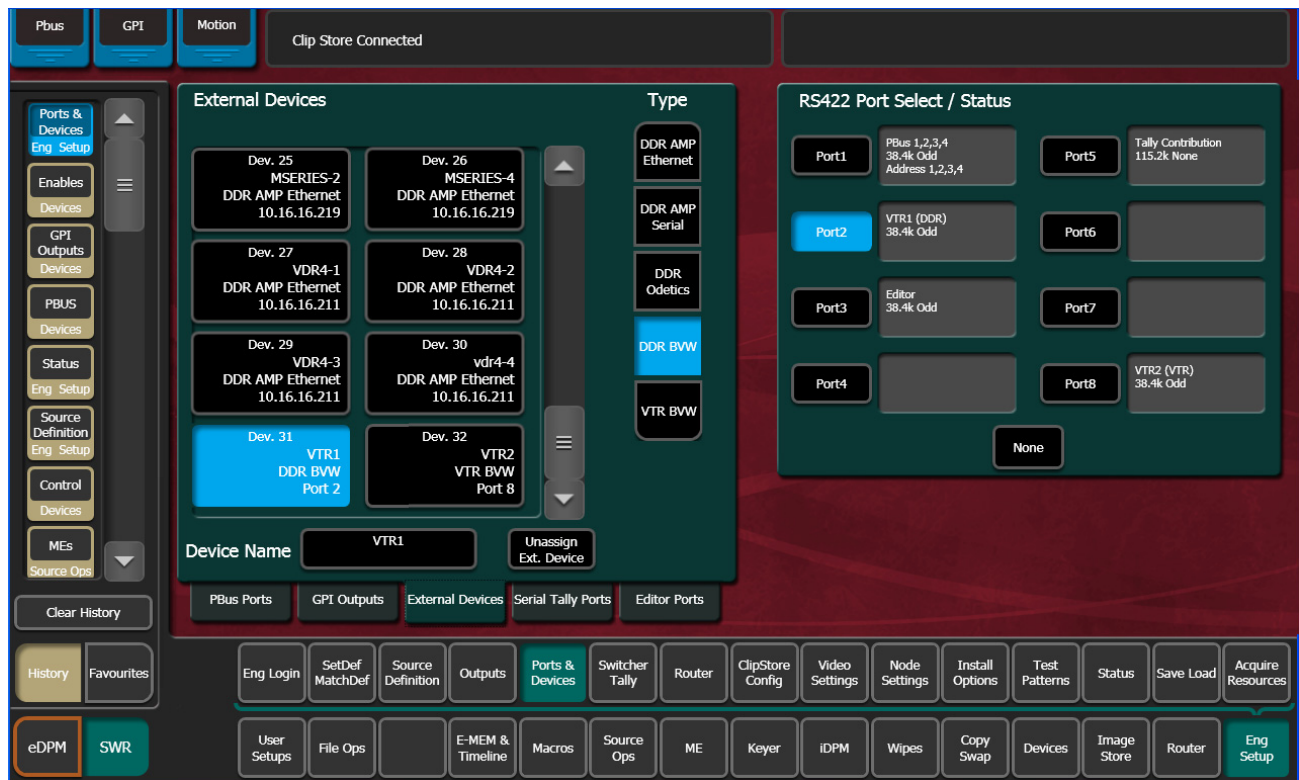 Pbus
GPI
Motion
Clip Store Connected
Ports &
Devices
Eng Setup
Enables
Devices
GPI
Outputs
Devices
PBUS
Devices
Status
Eng Setup
Source
Definition
Eng Setup
Control
Devices
MEs
Source Ops
Clear History
History
Favourites
External Devices
Type
Dev. 25
MSERIES-2
DDR AMP Ethernet
10.16.16.219
Dev. 26
MSERIES-4
DDR AMP Ethernet
10.16.16.219
Dev. 27
VDR4-1
DDR AMP Ethernet
10.16.16.211
Dev. 28
VDR4-2
DDR AMP Ethernet
10.16.16.211
Dev. 29
VDR4-3
DDR AMP Ethernet
10.16.16.211
Dev. 30
vdr4-4
DDR AMP Ethernet
10.16.16.211
Dev. 31
VTR1
DDR BVW
Port 2
Dev. 32
VTR2
VTR BVW
Port 8
DDR AMP
Ethernet
DDR AMP
Serial
DDR
Odetics
DDR BVW
VTR BVW
Device Name
VTR1
Unassign
Ext. Device
PBus Ports
GPI Outputs
External Devices
Serial Tally Ports
Editor Ports
RS422 Port Select / Status
Port1
PBus 1,2,3,4
38.4k Odd
Address 1,2,3,4
Port5
Tally Contribution
115.2k None
Port2
VTR1 (DDR)
38.4k Odd
Port6
Port3
Editor
38.4k Odd
Port7
Port4
Port8
VTR2 (VTR)
38.4k Odd
None
Eng Login
SetDef
MatchDef
Source
Definition
Outputs
Ports &
Devices
Switcher
Tally
Router
ClipStore
Config
Video
Settings
Node
Settings
Install
Options
Test
Patterns
Status
Save Load
Acquire
Resources
eDPM
SWR
User
Setups
File Ops
E-MEM &
Timeline
Macros
Source
Ops
ME
Keyer
iDPM
Wipes
Copy
Swap
Devices
Image
Store
Router
Eng
Setup